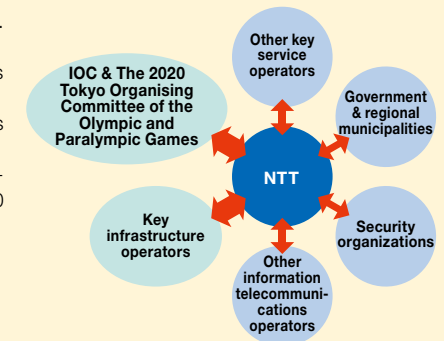 .
s
s
-
0
Other key
service
operators
IOC & The 2020
Tokyo Organising
Committee of the
Olympic and
Paralympic Games
Government
& regional
municipalities
NTT
Key
infrastructure
operators
Security
organizations
Other
information
telecommuni-
cations
operators